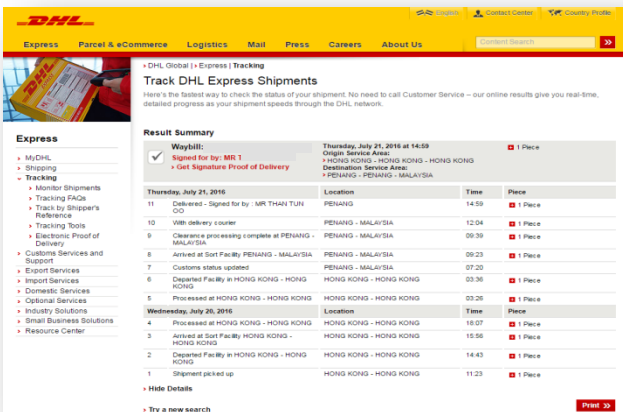 DHL
English
Contact Center
Country Profile
Express
Parcel & eCommerce
Logistics
Mail
Press
Careers
About Us
Content Search
DHL Global | Express | Tracking
Track DHL Express Shipments
Here's the fastest way to check the status of your shipment. No need to call Customer Service – our online results give you real-time,
detailed progress as your shipment speeds through the DHL network.
Express
MyDHL
Shipping
Tracking
Monitor Shipments
Tracking FAQs
Track by Shipper's
Reference
Tracking Tools
Electronic Proof of
Delivery
Customs Services and
Support
Export Services
Import Services
Domestic Services
Optional Services
Industry Solutions
Small Business Solutions
Resource Center
Result Summary
Waybill:
Signed for by: MR T
Get Signature Proof of Delivery
Thursday, July 21, 2016 at 14:59
Origin Service Area:
HONG KONG - HONG KONG - HONG KONG
Destination Service Area:
PENANG - PENANG - MALAYSIA
1 Piece
Thursday, July 21, 2016 Location Time Piece
11 Delivered - Signed for by : MR THAN TUN
OO
PENANG 14:59 1 Piece
10 With delivery courier PENANG - MALAYSIA 12:04 1 Piece
9 Clearance processing complete at PENANG -
MALAYSIA
PENANG - MALAYSIA 09:39 1 Piece
8 Arrived at Sort Facility PENANG - MALAYSIA PENANG - MALAYSIA 09:23 1 Piece
7 Customs status updated PENANG - MALAYSIA 07:20
6 Departed Facility in HONG KONG - HONG
KONG
HONG KONG - HONG KONG 03:36 1 Piece
5 Processed at HONG KONG - HONG KONG HONG KONG - HONG KONG 03:26 1 Piece
Wednesday, July 20, 2016 Location Time Piece
4 Processed at HONG KONG - HONG KONG HONG KONG - HONG KONG 16:07 1 Piece
3 Arrived at Sort Facility HONG KONG -
HONG KONG
HONG KONG - HONG KONG 15:56 1 Piece
2 Departed Facility in HONG KONG - HONG
KONG
HONG KONG - HONG KONG 14:43 1 Piece
1 Shipment picked up HONG KONG - HONG KONG 11:23 1 Piece
Hide Details
Try a new search
Print